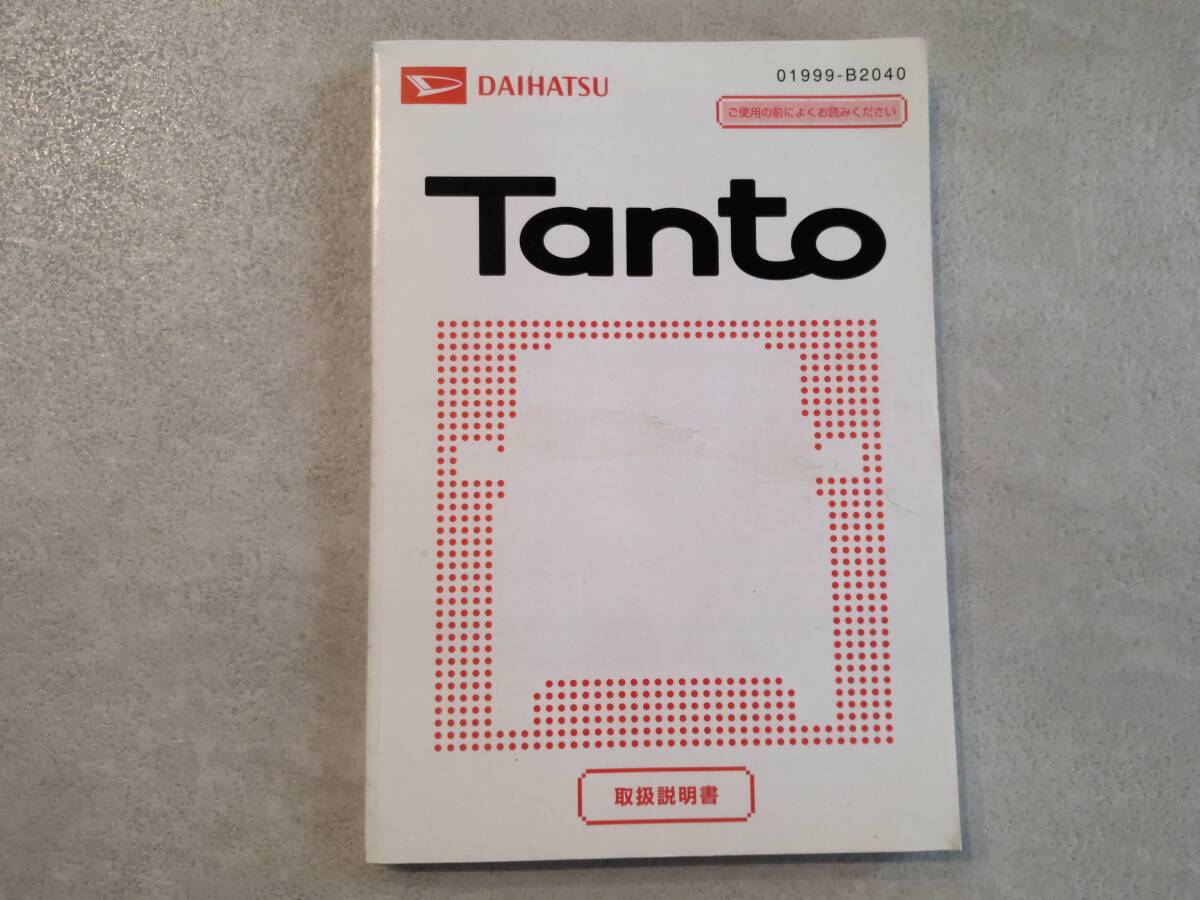 DAIHATSU
01999-B2040
ご使用の前によくお読みください
Tanto
取扱説明書